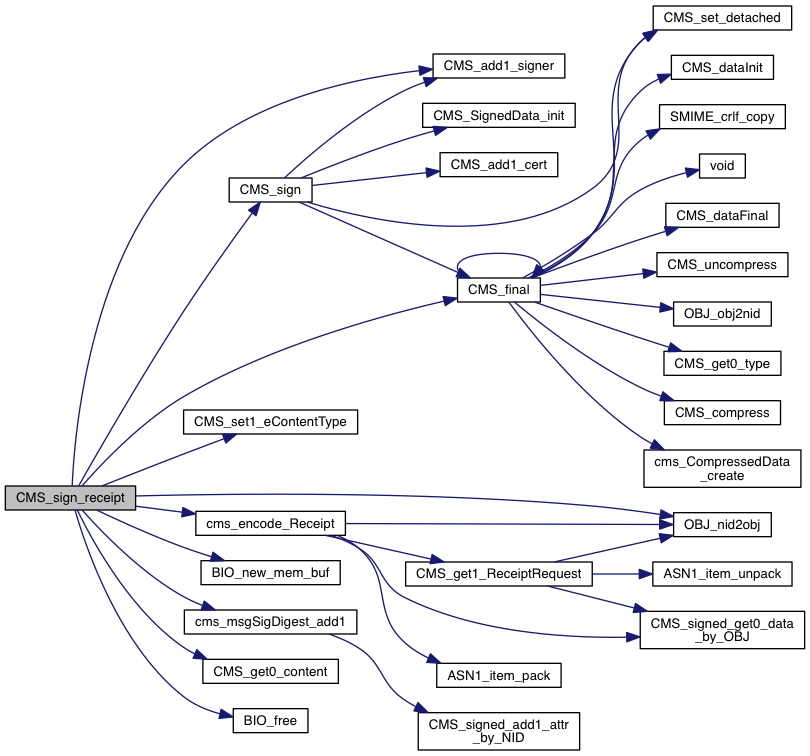 CMS_set_detached
CMS_add1_signer
CMS_dataInit
CMS_SignedData_init
SMIME_crlf_copy
CMS_add1_cert
void
CMS_sign
CMS_dataFinal
CMS_uncompress
CMS_final
OBJ_obj2nid
CMS_get0_type
CMS_set1_eContentType
CMS_compress
cms_CompressedData
_create
CMS_sign_receipt
cms_encode_Receipt
OBJ_nid2obj
BIO_new_mem_buf
CMS_get1_ReceiptRequest
ASN1_item_unpack
cms_msgSigDigest_add1
CMS_signed_get0_data
_by_OBJ
CMS_get0_content
ASN1_item_pack
BIO_free
CMS_signed_add1_attr
_by_NID